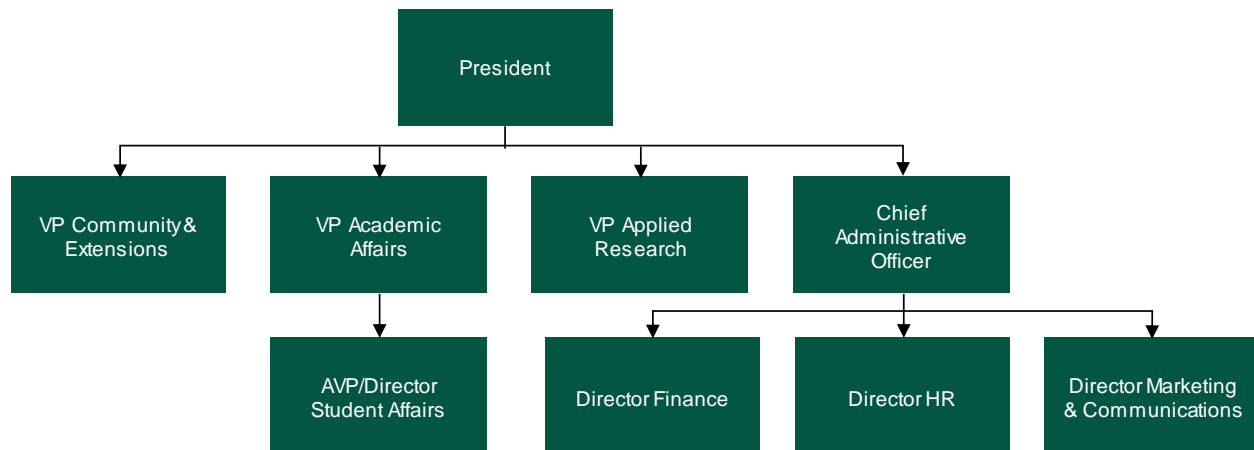 President
VP Community &
Extensions
VP Academic
Affairs
VP Applied
Research
Chief
Administrative
Officer
AVP/Director
Student Affairs
Director Finance
Director HR
Director Marketing
& Communications